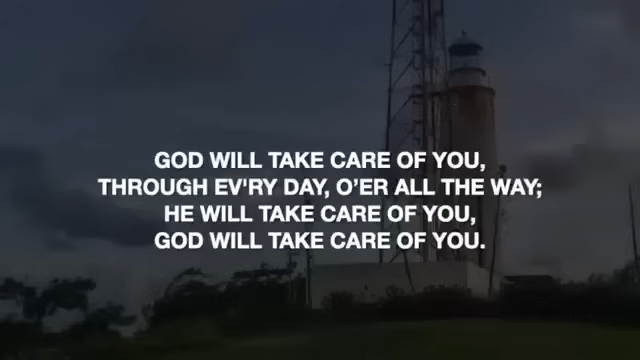 GOD WILL TAKE CARE OF YOU,
THROUGH EV'RY DAY, O’ER ALL THE WAY;
HE WILL TAKE CARE OF YOU,
GOD WILL TAKE CARE OF YOU.